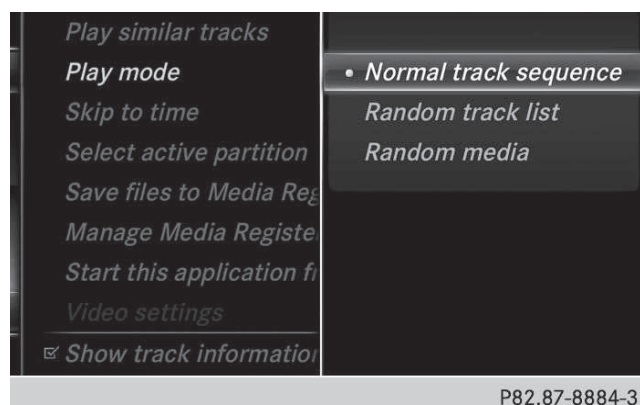 Play similar tracks
Play mode
Skip to time
Select active partition
Save files to Media Reg
Manage Media Registe
Start this application fr
Video settings
Show track information
• Normal track sequence
Random track list
Random media
P82.87-8884-3